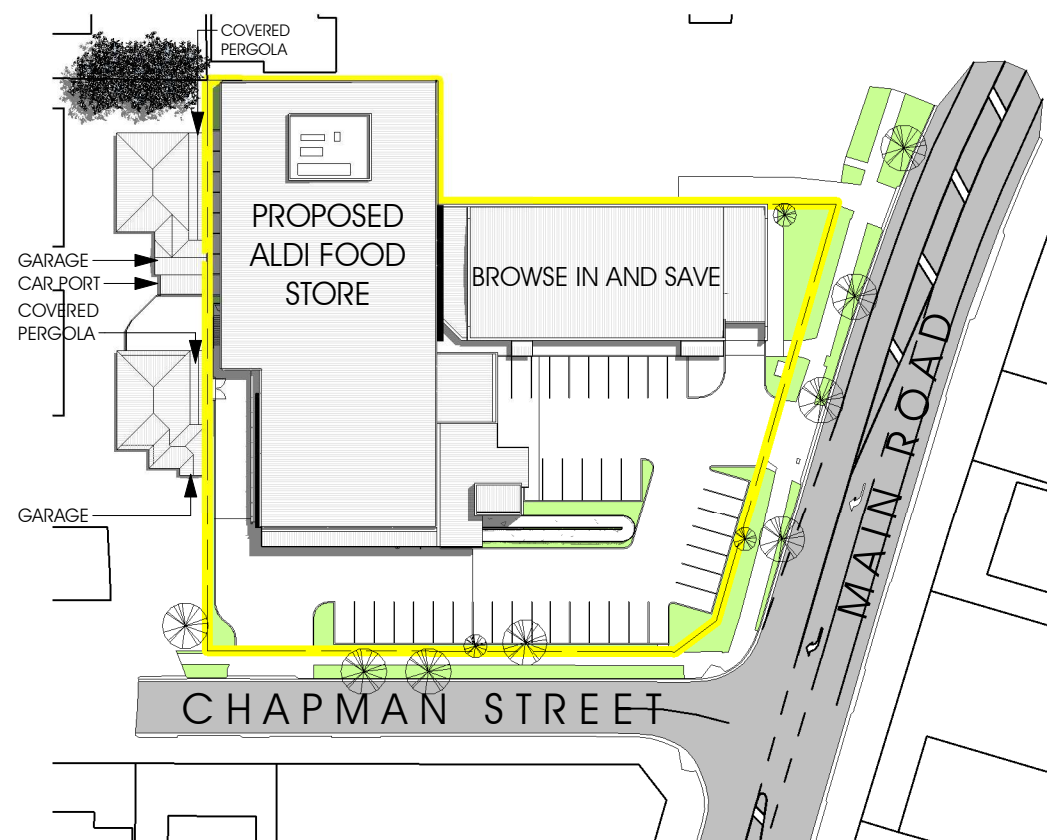 COVERED
PERGOLA
PROPOSED
ALDI FOOD
STORE
BROWSE IN AND SAVE
GARAGE
CAR PORT
COVERED
PERGOLA
GARAGE
MAIN ROAD
CHAPMAN STREET